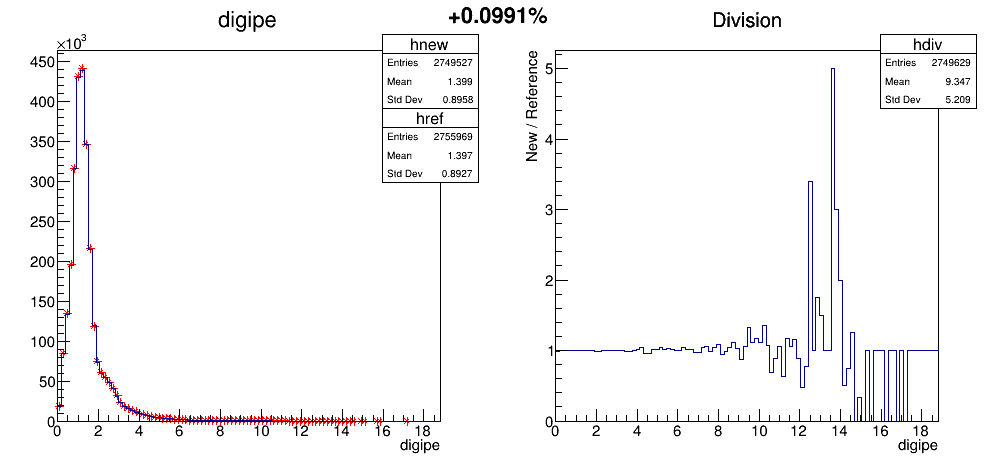 digipe
+0.0991%
Division
×10³
hnew
Entries 2749527
Mean 1.399
Std Dev 0.8958
href
Entries 2755969
Mean 1.397
Std Dev 0.8927
450
400
350
300
250
200
150
100
50
0
0 2 4 6 8 10 12 14 16 18
digipe
hdiv
Entries 2749629
Mean 9.347
Std Dev 5.209
New / Reference
5
4
3
2
1
0
0 2 4 6 8 10 12 14 16 18
digipe